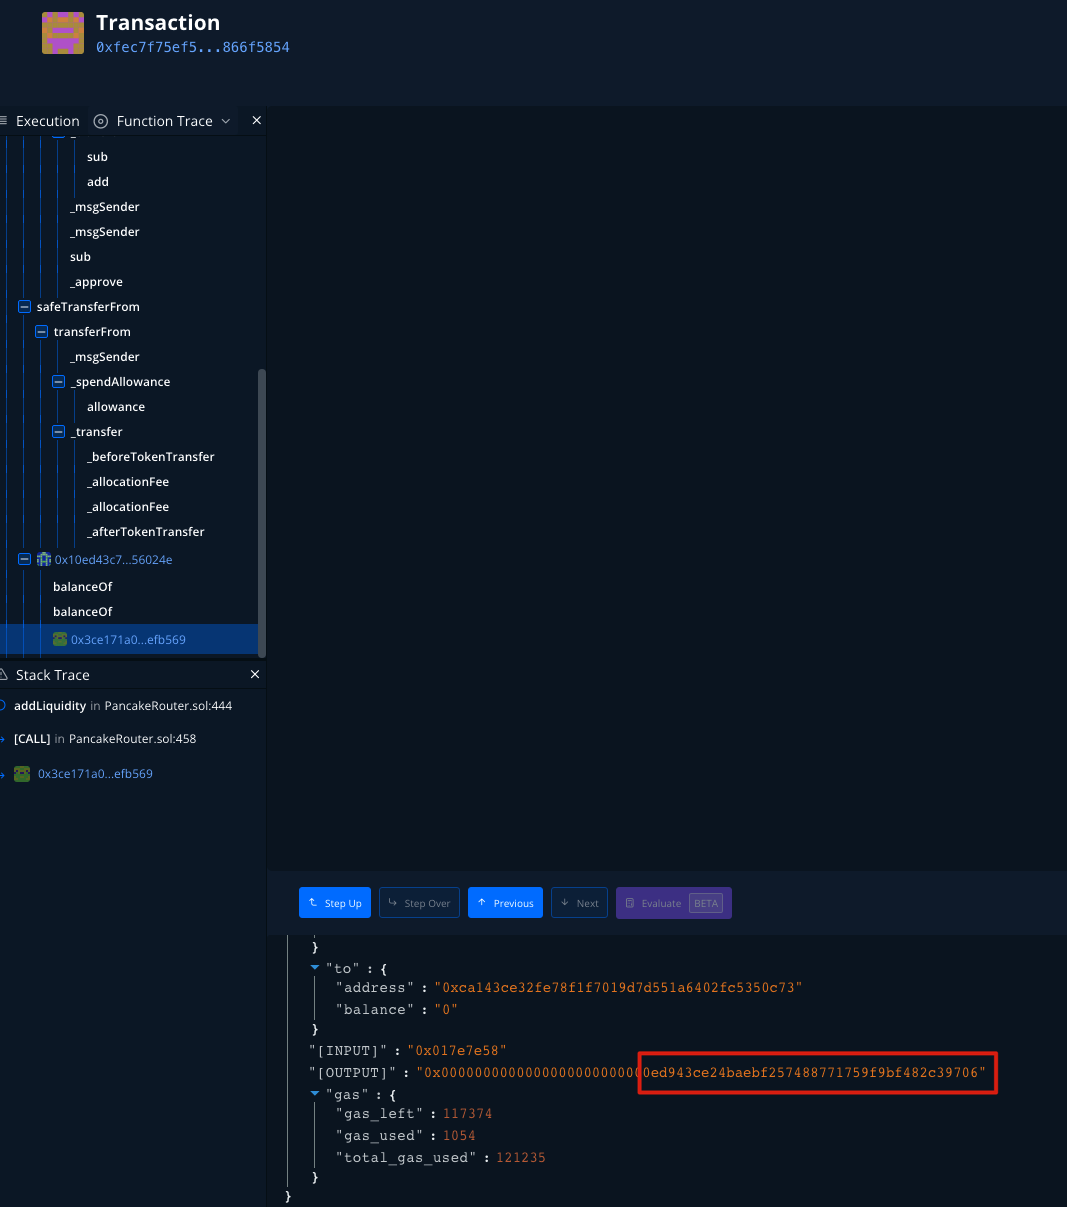 Transaction
0xfec7f75ef5...866f5854
Execution
Function Trace
sub
add
_msgSender
_msgSender
sub
_approve
safeTransferFrom
transferFrom
_msgSender
_spendAllowance
allowance
_transfer
_beforeTokenTransfer
_allocationFee
_allocationFee
_afterTokenTransfer
0x10ed43c7...56024e
balanceOf
balanceOf
0x3ce171a0...efb569
Stack Trace
addLiquidity in PancakeRouter.sol:444
[CALL] in PancakeRouter.sol:458
0x3ce171a0...efb569
Step Up
Step Over
Previous
Next
Evaluate BETA
}
"to" : {
"address" : "0xca143ce32fe78f1f7019d7d551a6402fc5350c73"
"balance" : "0"
}
"[INPUT]" : "0x017e7e58"
"[OUTPUT]" : "0x0000000000000000000000000ed943ce24baebf257488771759f9bf482c39706"
"gas" : {
"gas_left" : 117374
"gas_used" : 1054
"total_gas_used" : 121235
}
}